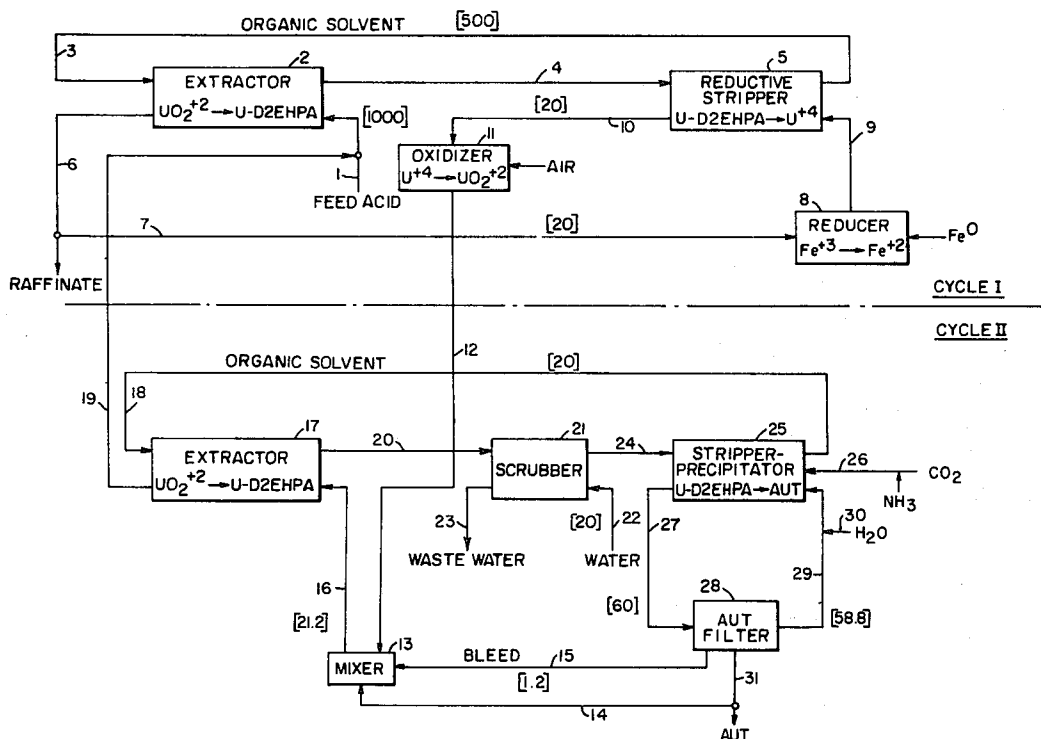 ORGANIC SOLVENT [500]
3
2
4
5
EXTRACTOR
UO2+2 → U-D2EHPA
REDUCTIVE
STRIPPER
U-D2EHPA → U+4
[1000]
[20]
10
11
9
6
OXIDIZER
U+4 → UO2+2
AIR
1
FEED ACID
8
REDUCER
Fe+3 → Fe+2
Fe0
7
[20]
RAFFINATE
CYCLE I
CYCLE II
12
ORGANIC SOLVENT [20]
19
18
17
20
21
24
25
EXTRACTOR
UO2+2 → U-D2EHPA
SCRUBBER
STRIPPER-
PRECIPITATOR
U-D2EHPA → AUT
26
CO2
NH3
23
[20]
22
27
30
H2O
WASTE WATER
WATER
29
16
28
[21.2]
[60]
AUT
FILTER
[58.8]
13
MIXER
BLEED
15
[1.2]
31
14
AUT